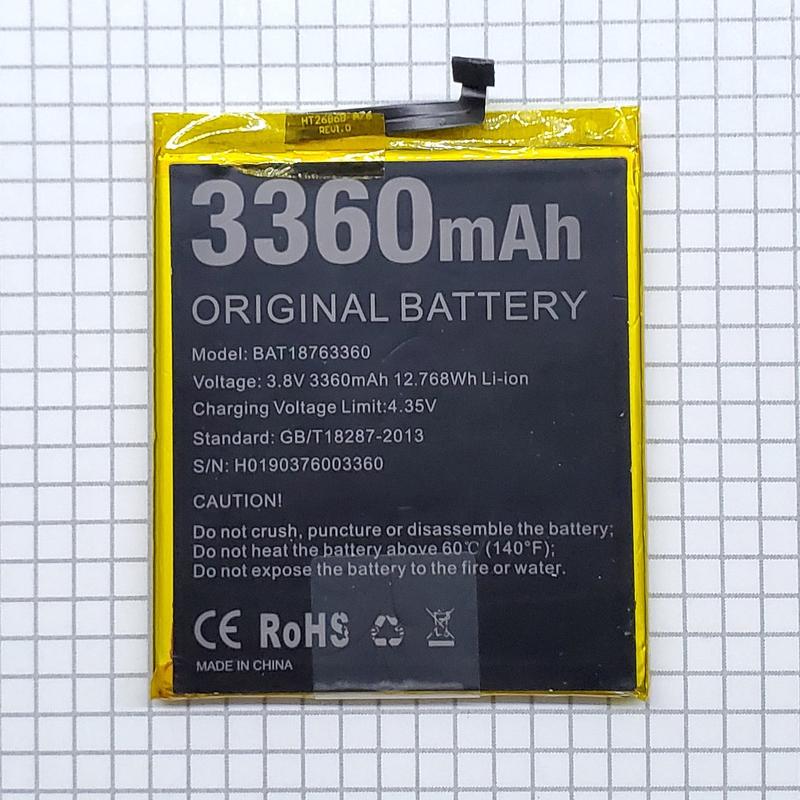 REV1.0
3360mAh
ORIGINAL BATTERY
Model: BAT18763360
Voltage: 3.8V 3360mAh 12.768Wh Li-ion
Charging Voltage Limit:4.35V
Standard: GB/T18287-2013
S/N: H0190376003360
CAUTION!
Do not crush, puncture or disassemble the battery;
Do not heat the battery above 60℃ (140°F);
Do not expose the battery to the fire or water.
CE RoHS
MADE IN CHINA